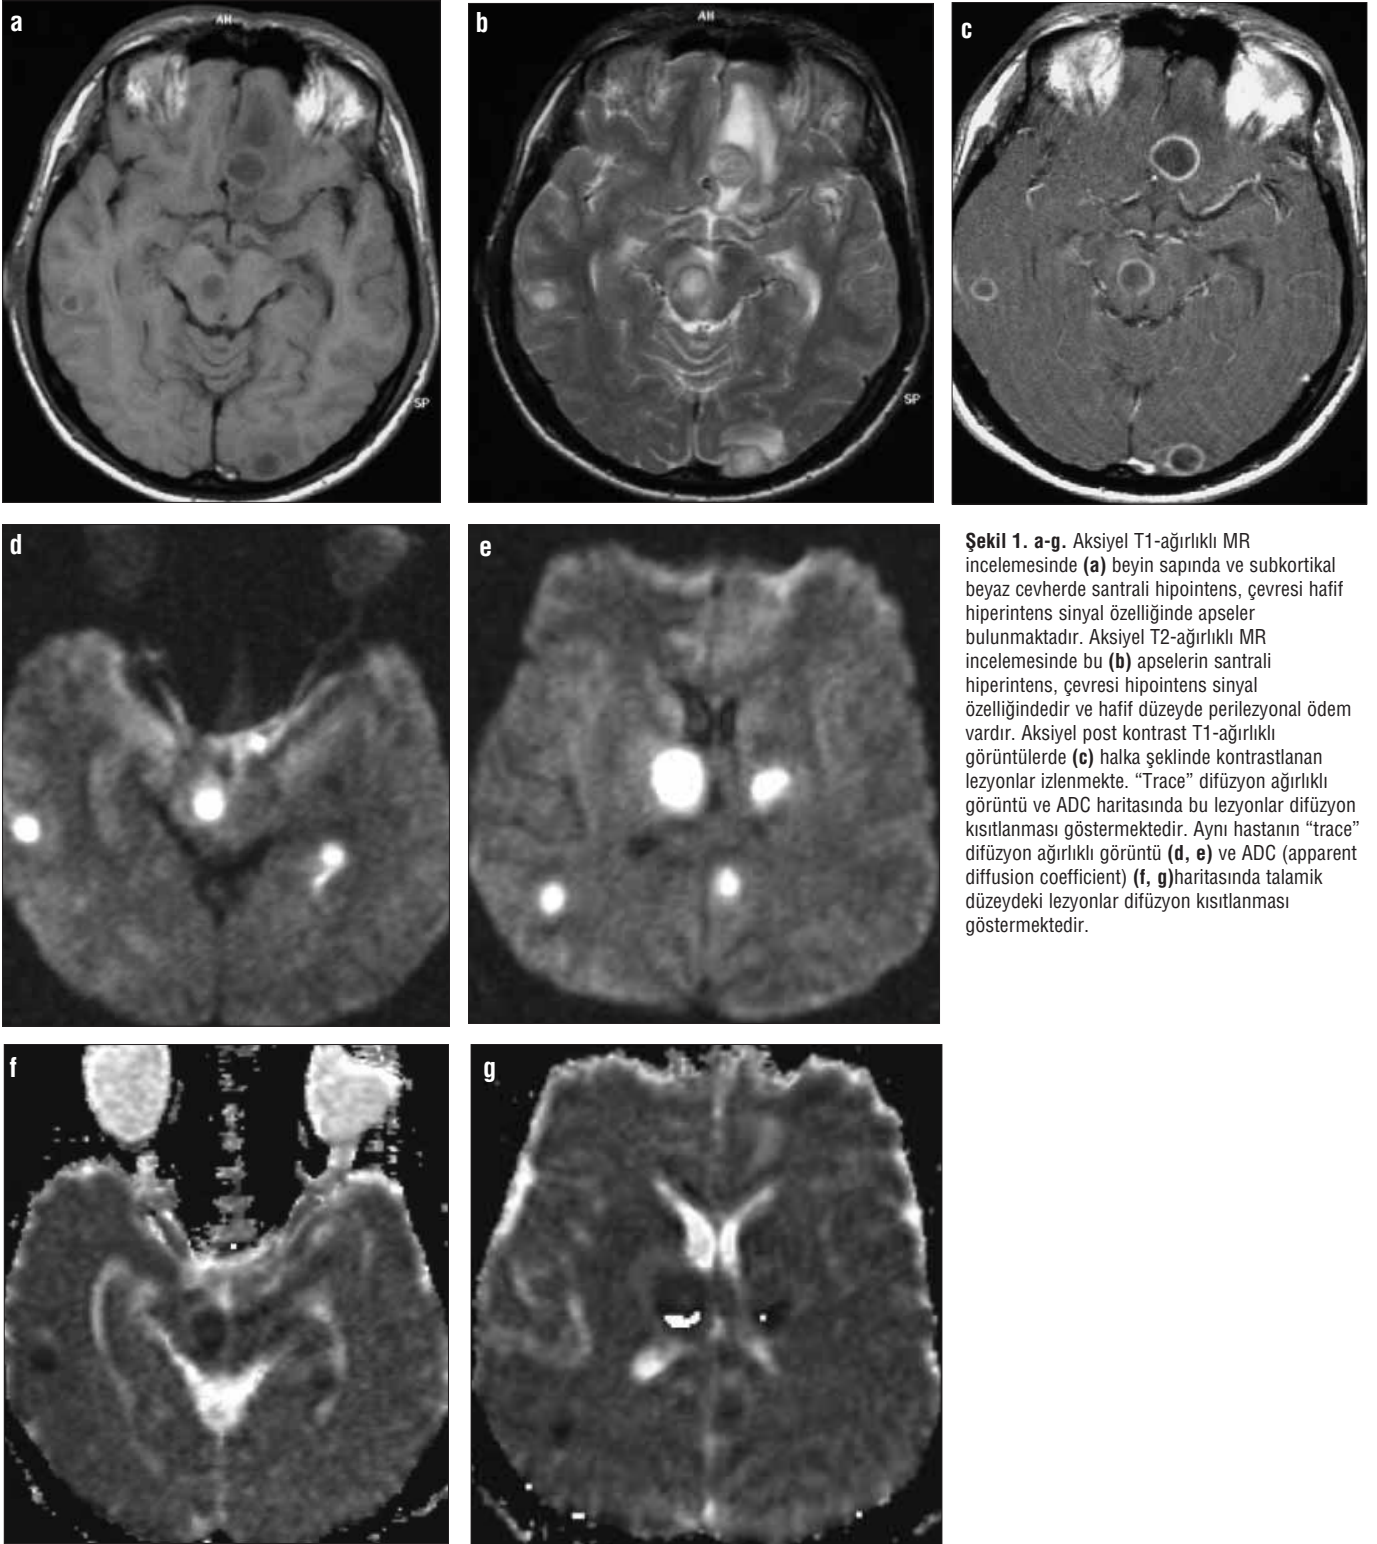 a
AH
SP
b
AH
SP
c
d
e
Şekil 1. a-g. Aksiyel T1-ağırlıklı MR
incelemesinde (a) beyin sapında ve subkortikal
beyaz cevherde santrali hipointens, çevresi hafif
hiperintens sinyal özelliğinde apseler
bulunmaktadır. Aksiyel T2-ağırlıklı MR
incelemesinde bu (b) apselerin santrali
hiperintens, çevresi hipointens sinyal
özelliğindedir ve hafif düzeyde perilezyonal ödem
vardır. Aksiyel post kontrast T1-ağırlıklı
görüntülerde (c) halka şeklinde kontrastlanan
lezyonlar izlenmekte. “Trace” difüzyon ağırlıklı
görüntü ve ADC haritasında bu lezyonlar difüzyon
kısıtlanması göstermektedir. Aynı hastanın “trace”
difüzyon ağırlıklı görüntü (d, e) ve ADC (apparent
diffusion coefficient) (f, g)haritasında talamik
düzeydeki lezyonlar difüzyon kısıtlanması
göstermektedir.
f
g